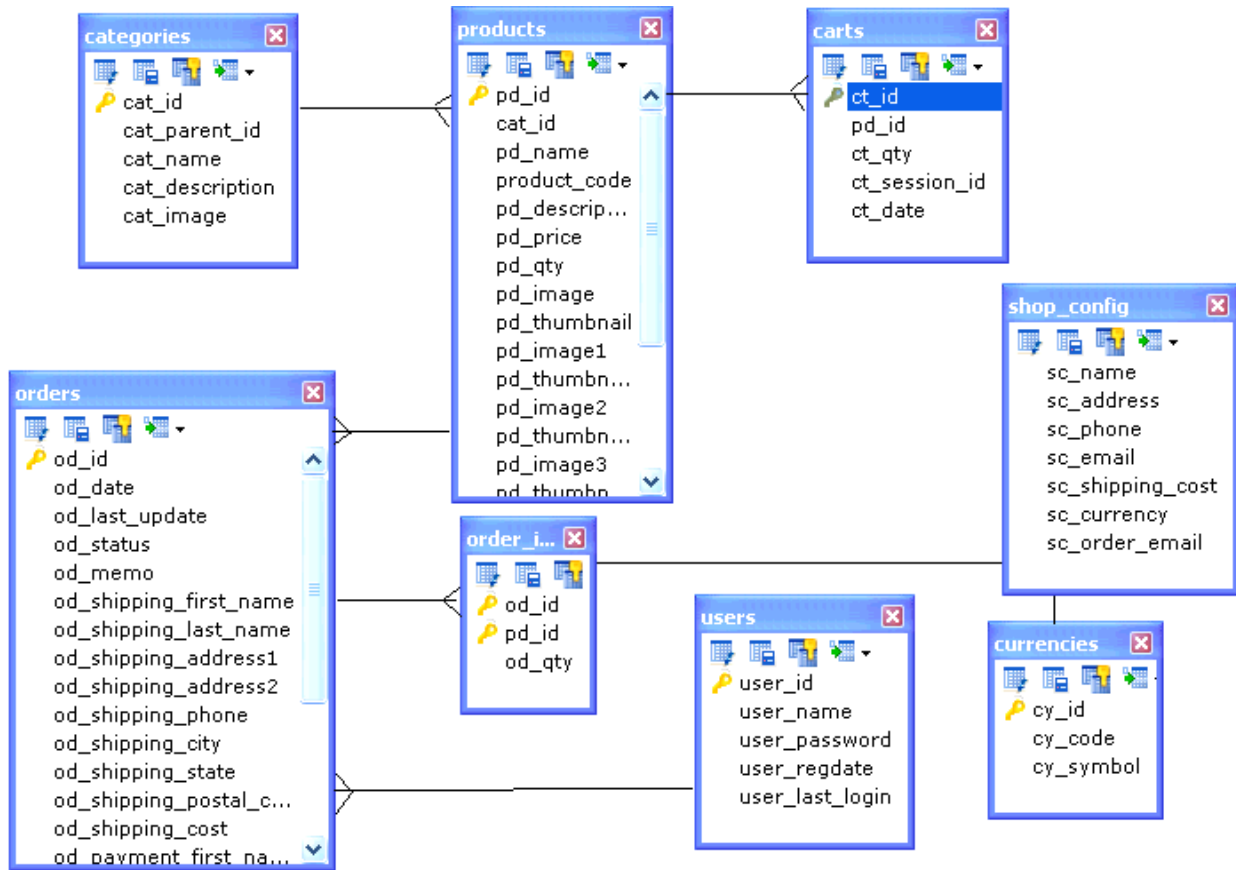 categories
cat_id
cat_parent_id
cat_name
cat_description
cat_image
products
pd_id
cat_id
pd_name
product_code
pd_descrip...
pd_price
pd_qty
pd_image
pd_thumbnail
pd_image1
pd_thumbn...
pd_image2
pd_thumbn...
pd_image3
pd_thumbn
carts
ct_id
pd_id
ct_qty
ct_session_id
ct_date
shop_config
sc_name
sc_address
sc_phone
sc_email
sc_shipping_cost
sc_currency
sc_order_email
orders
od_id
od_date
od_last_update
od_status
od_memo
od_shipping_first_name
od_shipping_last_name
od_shipping_address1
od_shipping_address2
od_shipping_phone
od_shipping_city
od_shipping_state
od_shipping_postal_c...
od_shipping_cost
od_payment_first_na...
order_i...
od_id
pd_id
od_qty
users
user_id
user_name
user_password
user_regdate
user_last_login
currencies
cy_id
cy_code
cy_symbol